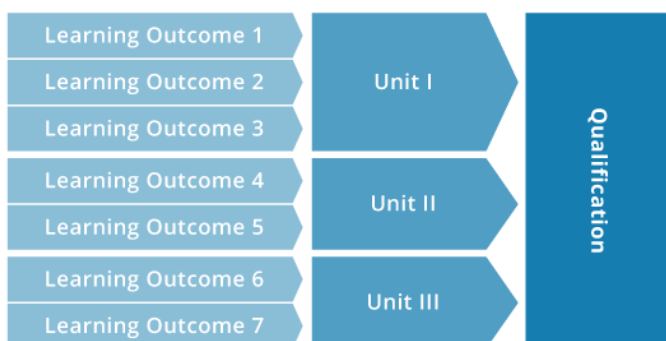 Learning Outcome 1
Learning Outcome 2
Learning Outcome 3
Unit I
Learning Outcome 4
Learning Outcome 5
Unit II
Learning Outcome 6
Learning Outcome 7
Unit III
Qualification